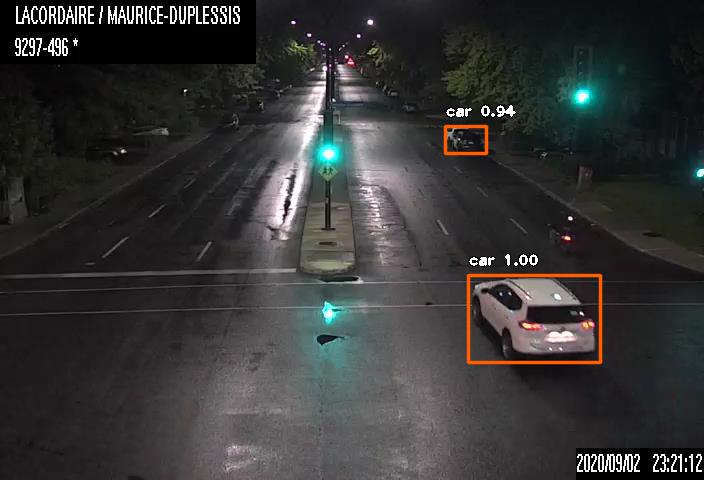 LACORDAIRE / MAURICE-DUPLESSIS
9297-496 *
car 0.94
car 1.00
2020/09/02 23:21:12